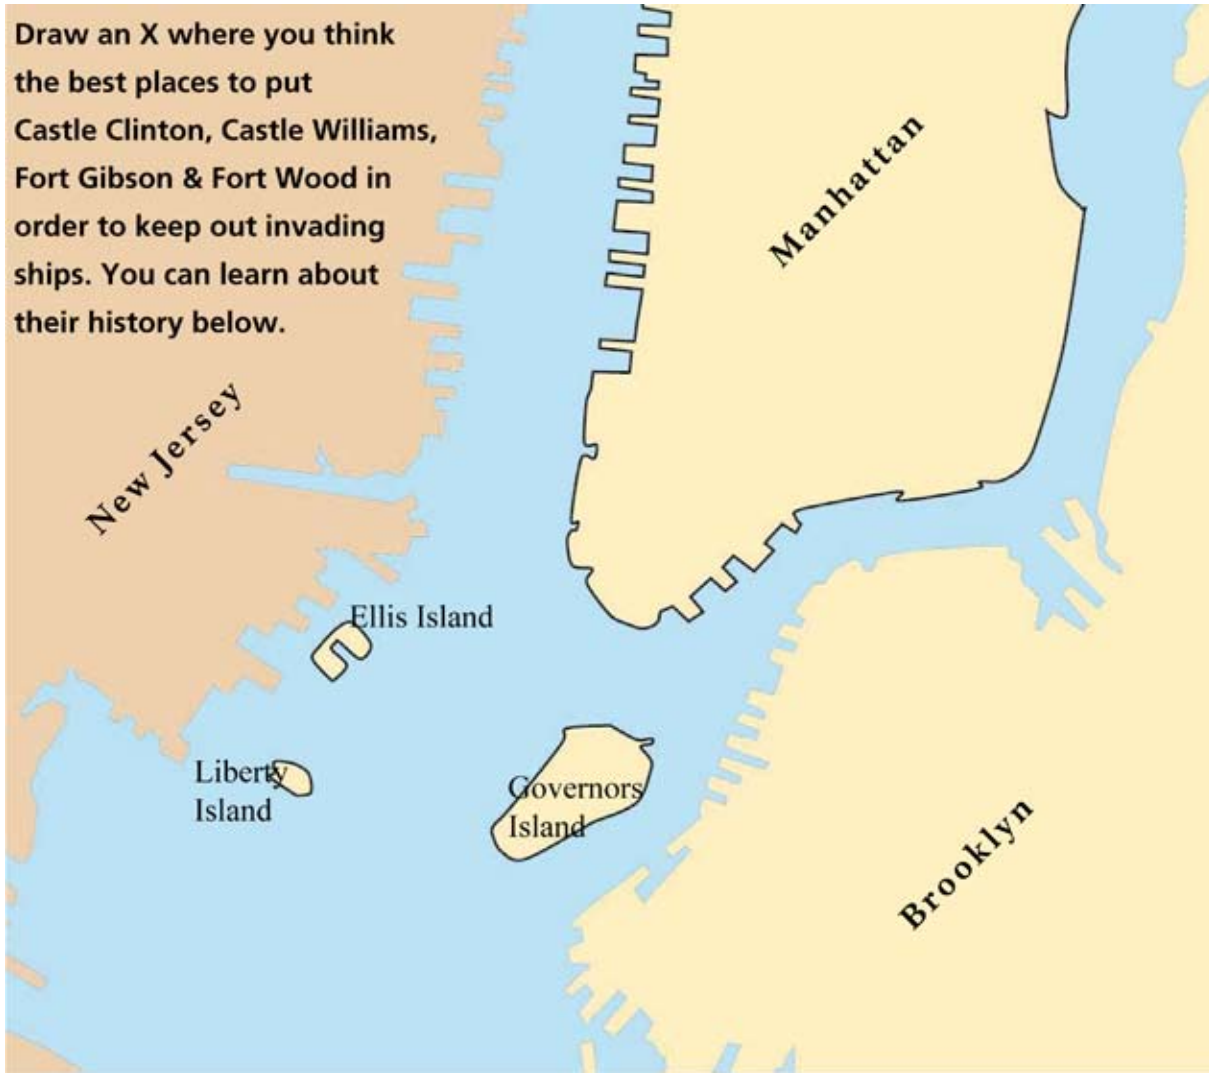 Draw an X where you think
the best places to put
Castle Clinton, Castle Williams,
Fort Gibson & Fort Wood in
order to keep out invading
ships. You can learn about
their history below.
Manhattan
New Jersey
Ellis Island
Liberty
Island
Governors
Island
Brooklyn